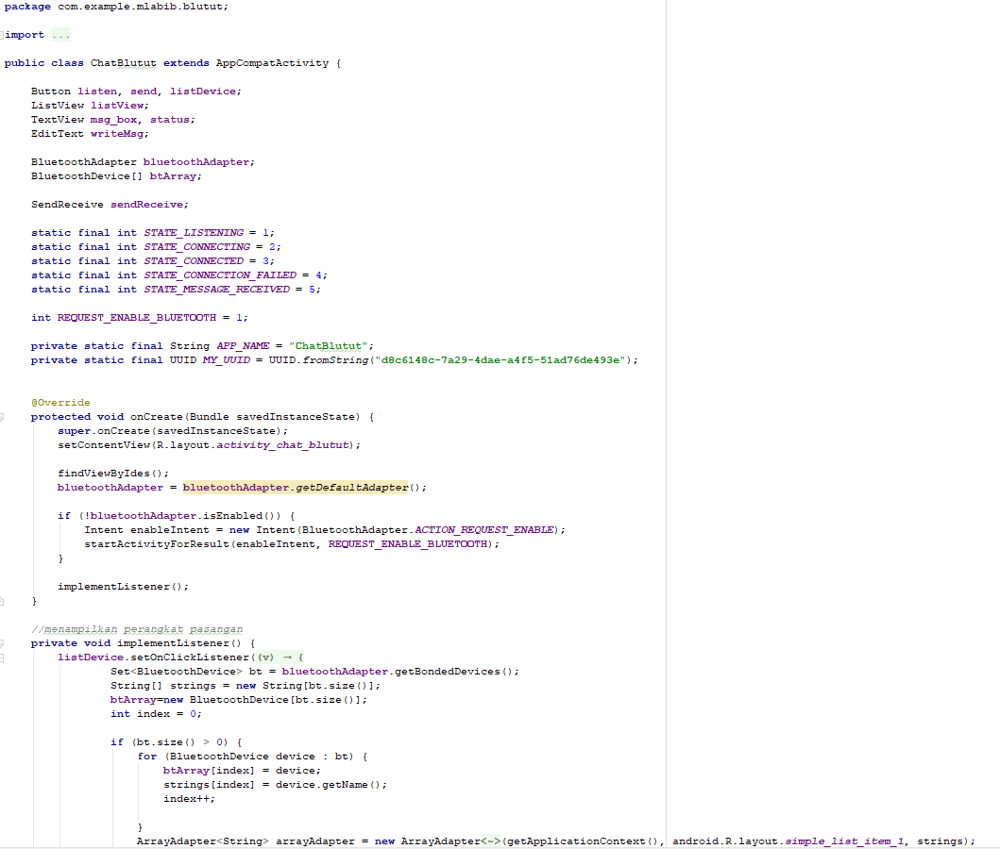 package com.example.mlabib.blutut;
import ...
public class ChatBlutut extends AppCompatActivity {
Button listen, send, listDevice;
ListView listView;
TextView msg_box, status;
EditText writeMsg;
BluetoothAdapter bluetoothAdapter;
BluetoothDevice[] btArray;
SendReceive sendReceive;
static final int STATE_LISTENING = 1;
static final int STATE_CONNECTING = 2;
static final int STATE_CONNECTED = 3;
static final int STATE_CONNECTION_FAILED = 4;
static final int STATE_MESSAGE_RECEIVED = 5;
int REQUEST_ENABLE_BLUETOOTH = 1;
private static final String APP_NAME = "ChatBlutut";
private static final UUID MY_UUID = UUID.fromString("d8c6148c-7a29-4dae-a4f5-51ad76de493e");
@Override
protected void onCreate(Bundle savedInstanceState) {
super.onCreate(savedInstanceState);
setContentView(R.layout.activity_chat_blutut);
findViewByIdes();
bluetoothAdapter = bluetoothAdapter.getDefaultAdapter();
if (!bluetoothAdapter.isEnabled()) {
Intent enableIntent = new Intent(BluetoothAdapter.ACTION_REQUEST_ENABLE);
startActivityForResult(enableIntent, REQUEST_ENABLE_BLUETOOTH);
}
implementListener();
}
//menampilkan perangkat pasangan
private void implementListener() {
listDevice.setOnClickListener((v) → {
Set<BluetoothDevice> bt = bluetoothAdapter.getBondedDevices();
String[] strings = new String[bt.size()];
btArray=new BluetoothDevice[bt.size()];
int index = 0;
if (bt.size() > 0) {
for (BluetoothDevice device : bt) {
btArray[index] = device;
strings[index] = device.getName();
index++;
}
ArrayAdapter<String> arrayAdapter = new ArrayAdapter<~>(getApplicationContext(), android.R.layout.simple_list_item_1, strings);